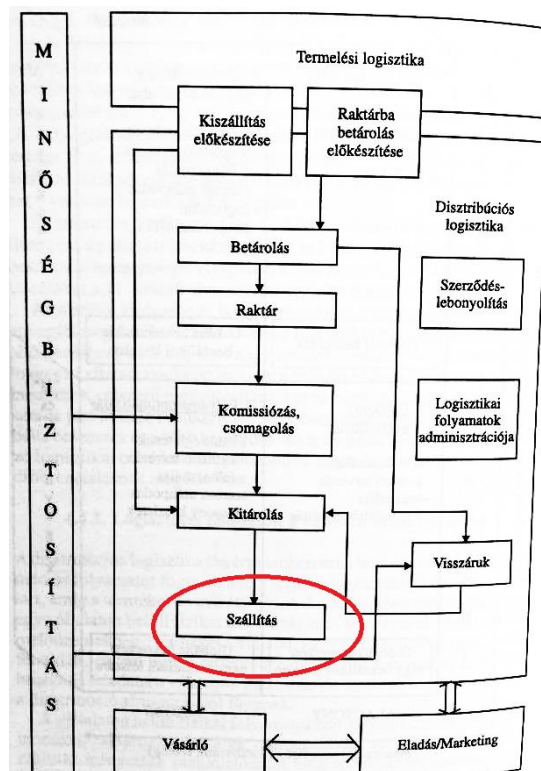 MINŐSÉGBIZTOSÍTÁS
Termelési logisztika
Kiszállítás
előkészítése
Raktárba
betárolás
előkészítése
Disztribúciós
logisztika
Betárolás
Szerződés-
lebonyolítás
Raktár
Komissiózás,
csomagolás
Logisztikai
folyamatok
adminisztrációja
Kitárolás
Visszáruk
Szállítás
Vásárló
Eladás/Marketing